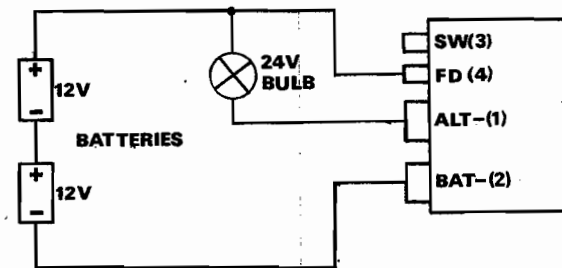 +
12V
-
BATTERIES
+
12V
-
24V
BULB
SW(3)
FD (4)
ALT-(1)
BAT-(2)